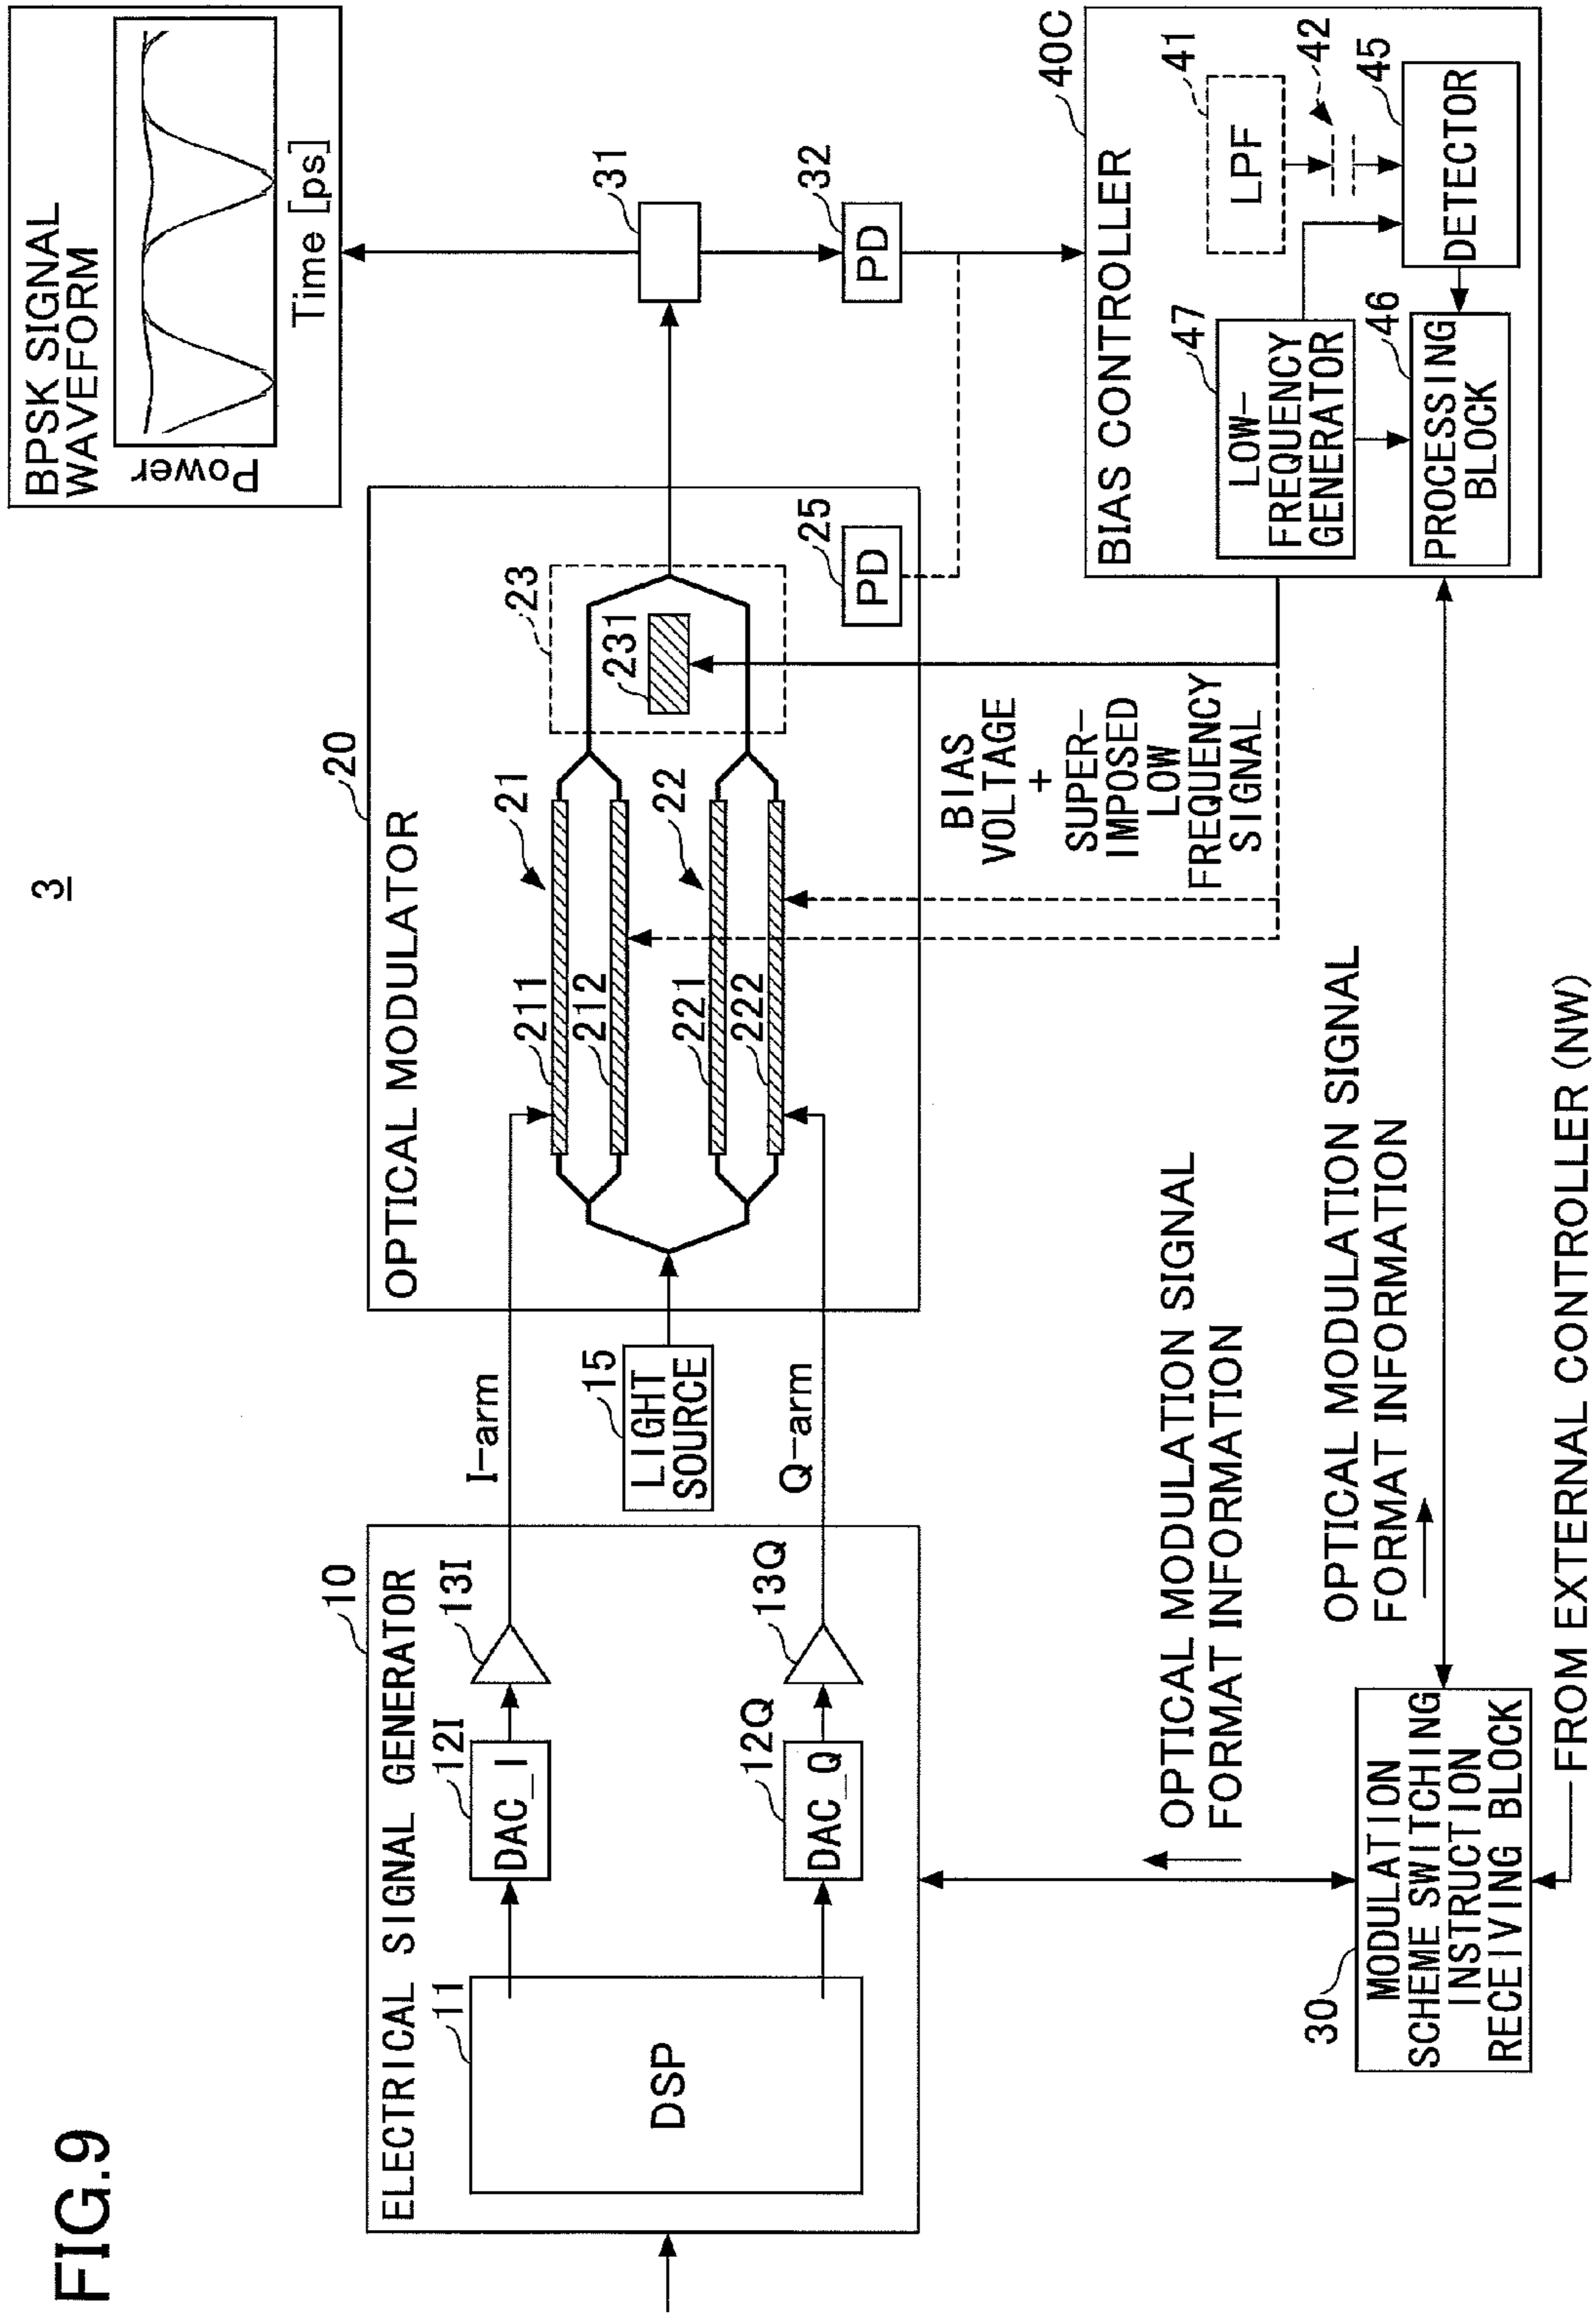 FIG.9
3
10
ELECTRICAL SIGNAL GENERATOR
11
DSP
12I
DAC_I
13I
12Q
DAC_Q
13Q
I-arm
15
LIGHT
SOURCE
Q-arm
20
OPTICAL MODULATOR
21
211
212
22
221
222
23
231
25
PD
BPSK SIGNAL
WAVEFORM
Power
Time [ps]
31
32
PD
BIAS
VOLTAGE
+
SUPER-
IMPOSED
LOW
FREQUENCY
SIGNAL
40C
BIAS CONTROLLER
41
LPF
42
47
LOW-
FREQUENCY
GENERATOR
45
DETECTOR
46
PROCESSING
BLOCK
OPTICAL MODULATION SIGNAL
FORMAT INFORMATION
OPTICAL MODULATION SIGNAL
FORMAT INFORMATION
30
MODULATION
SCHEME SWITCHING
INSTRUCTION
RECEIVING BLOCK
FROM EXTERNAL CONTROLLER (NW)